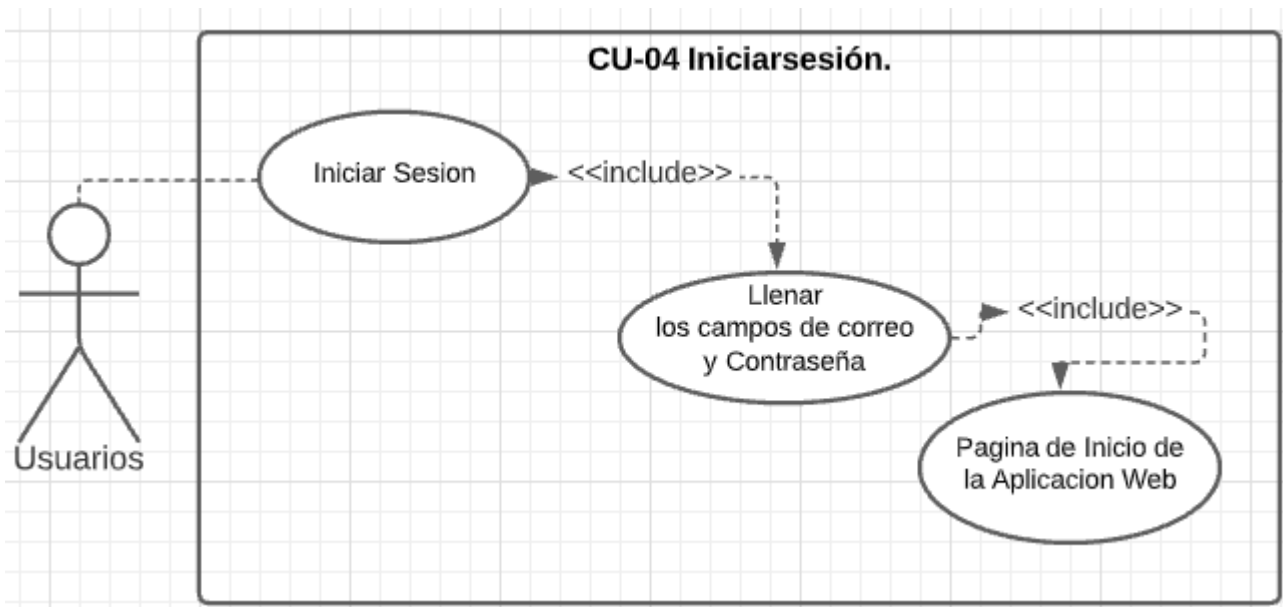 CU-04 Iniciarsesión.
Iniciar Sesion
<<include>>
Llenar
los campos de correo
y Contraseña
<<include>>
Pagina de Inicio de
la Aplicacion Web
Usuarios